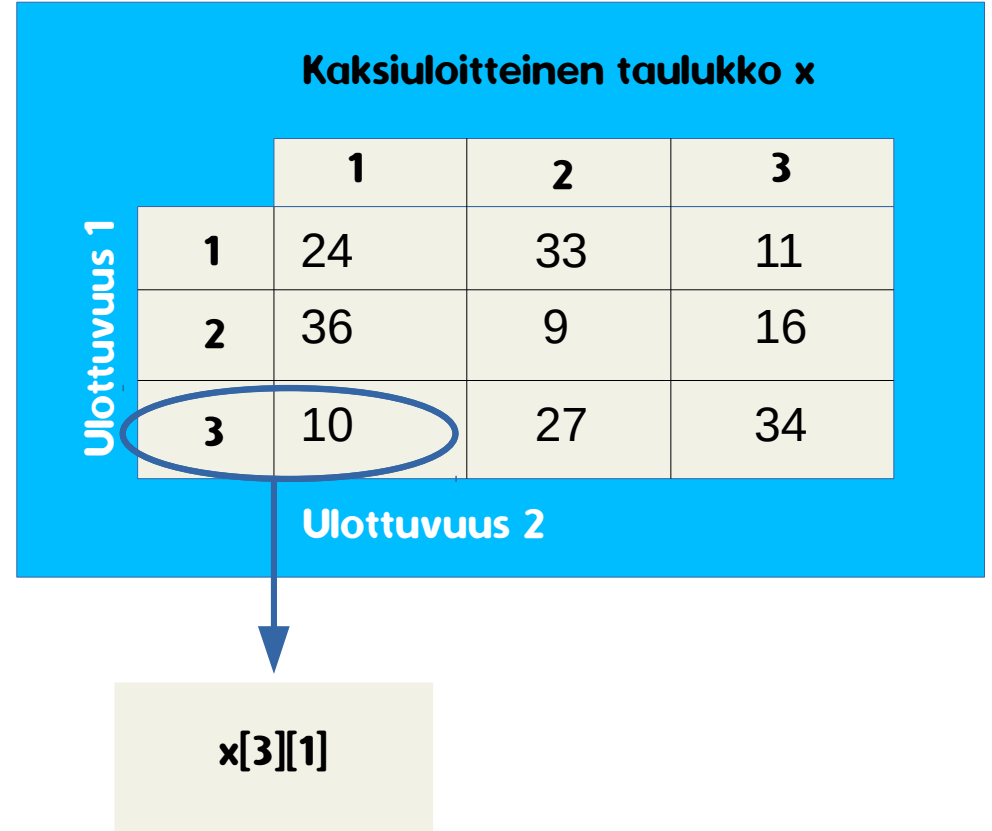 Kaksiuloitteinen taulukko x
1 2 3
Ulottuvuus 1
1 24 33 11
2 36 9 16
3 10 27 34
Ulottuvuus 2
x[3][1]